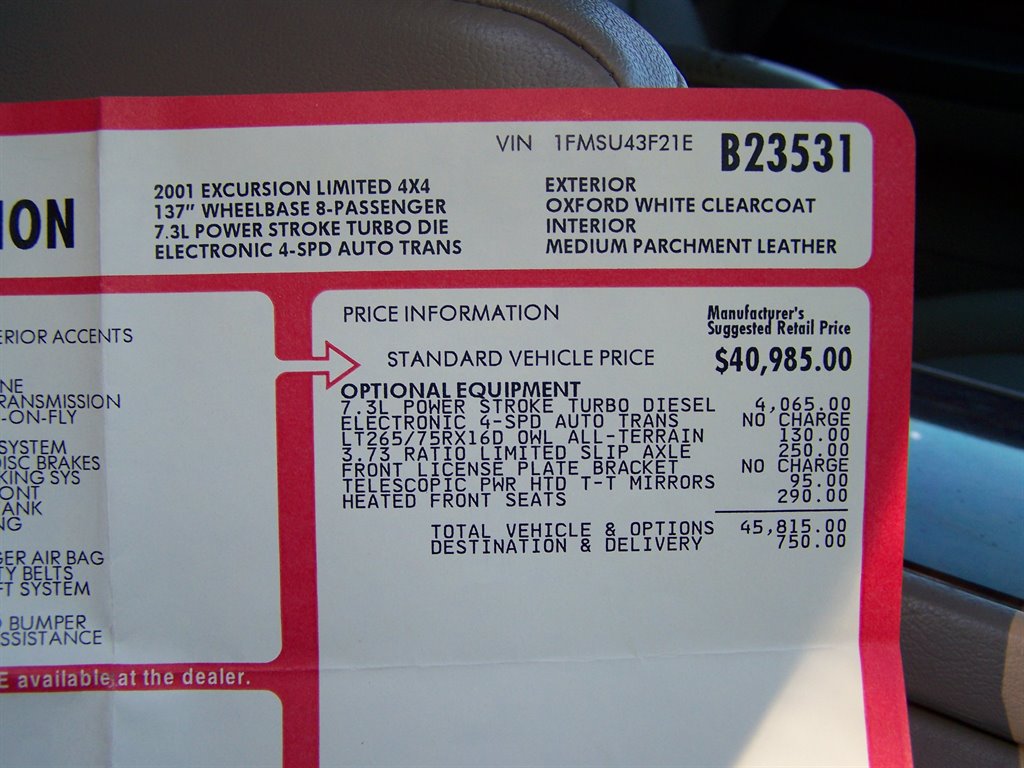 VIN 1FMSU43F21E B23531
2001 EXCURSION LIMITED 4X4
137" WHEELBASE 8-PASSENGER
7.3L POWER STROKE TURBO DIE
ELECTRONIC 4-SPD AUTO TRANS
EXTERIOR
OXFORD WHITE CLEARCOAT
INTERIOR
MEDIUM PARCHMENT LEATHER
ION
ERIOR ACCENTS
NE
RANSMISSION
-ON-FLY
SYSTEM
DISC BRAKES
KING SYS
ONT
ANK
NG
GER AIR BAG
TY BELTS
FT SYSTEM
BUMPER
SSISTANCE
E available at the dealer.
PRICE INFORMATION
Manufacturer's
Suggested Retail Price
STANDARD VEHICLE PRICE $40,985.00
OPTIONAL EQUIPMENT
7.3L POWER STROKE TURBO DIESEL 4,065.00
ELECTRONIC 4-SPD AUTO TRANS NO CHARGE
LT265/75RX16D OWL ALL-TERRAIN 130.00
3.73 RATIO LIMITED SLIP AXLE 250.00
FRONT LICENSE PLATE BRACKET NO CHARGE
TELESCOPIC PWR HTD T-T MIRRORS 95.00
HEATED FRONT SEATS 290.00
TOTAL VEHICLE & OPTIONS 45,815.00
DESTINATION & DELIVERY 750.00